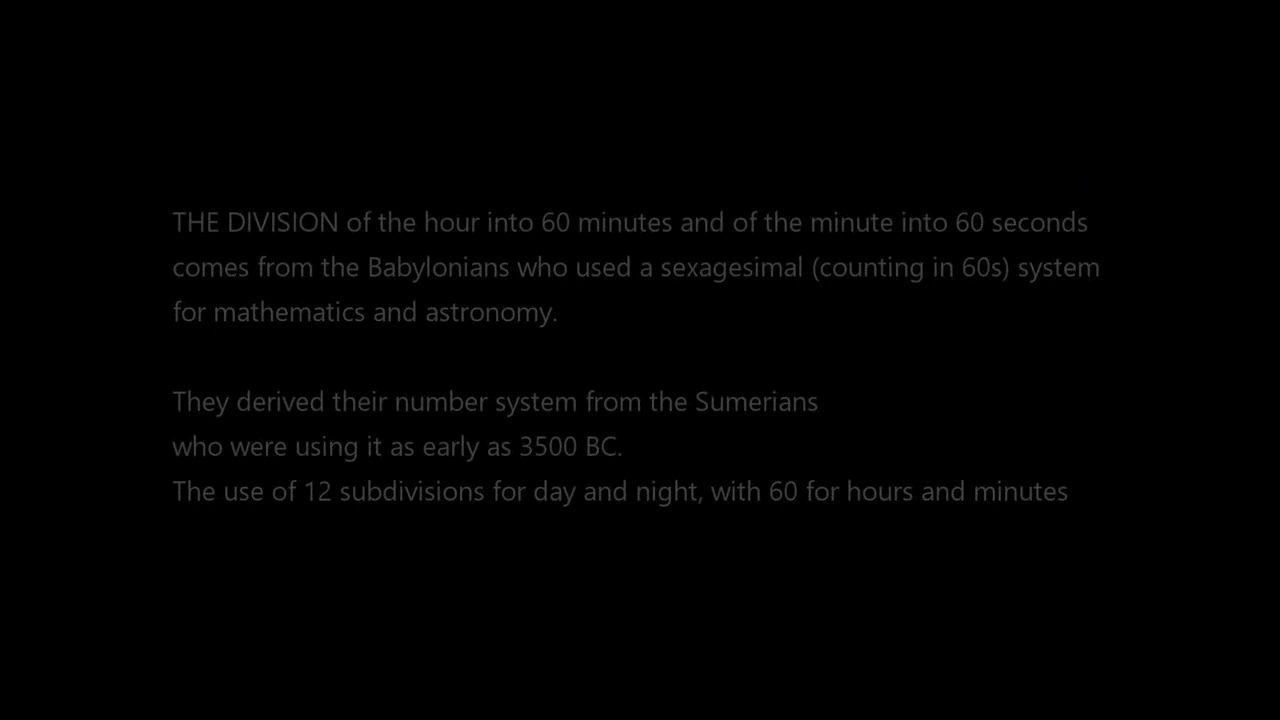 THE DIVISION of the hour into 60 minutes and of the minute into 60 seconds
comes from the Babylonians who used a sexagesimal (counting in 60s) system
for mathematics and astronomy.
They derived their number system from the Sumerians
who were using it as early as 3500 BC.
The use of 12 subdivisions for day and night, with 60 for hours and minutes